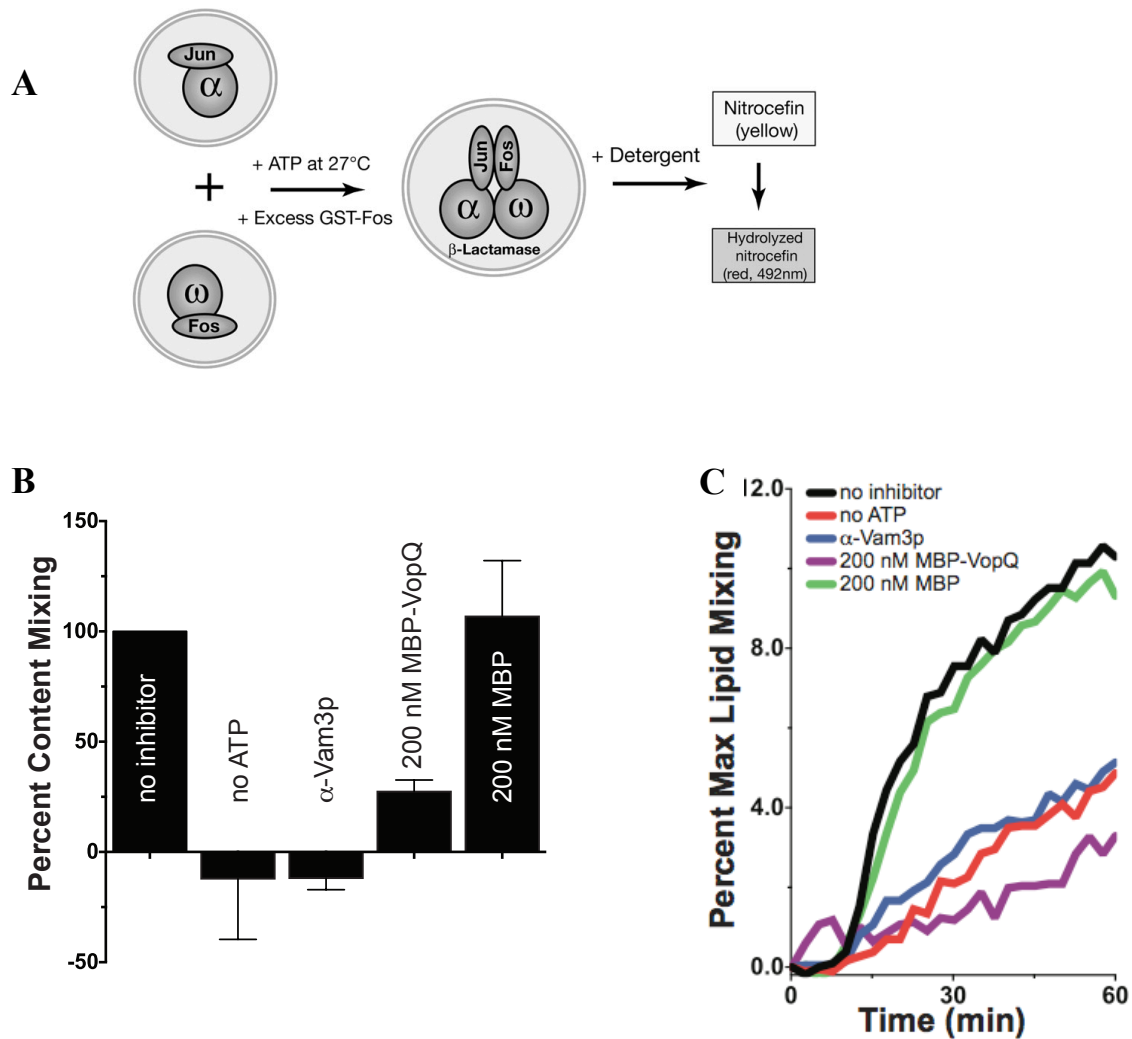 A
Jun
α
+
ω
Fos
+ ATP at 27°C
+ Excess GST-Fos
Jun
Fos
α
ω
β-Lactamase
+ Detergent
Nitrocefin
(yellow)
Hydrolyzed
nitrocefin
(red, 492nm)
B
Percent Content Mixing
150
100
50
0
-50
no inhibitor
no ATP
α-Vam3p
200 nM MBP-VopQ
200 nM MBP
C
Percent Max Lipid Mixing
12.0
8.0
4.0
0.0
no inhibitor
no ATP
α-Vam3p
200 nM MBP-VopQ
200 nM MBP
0
30
60
Time (min)